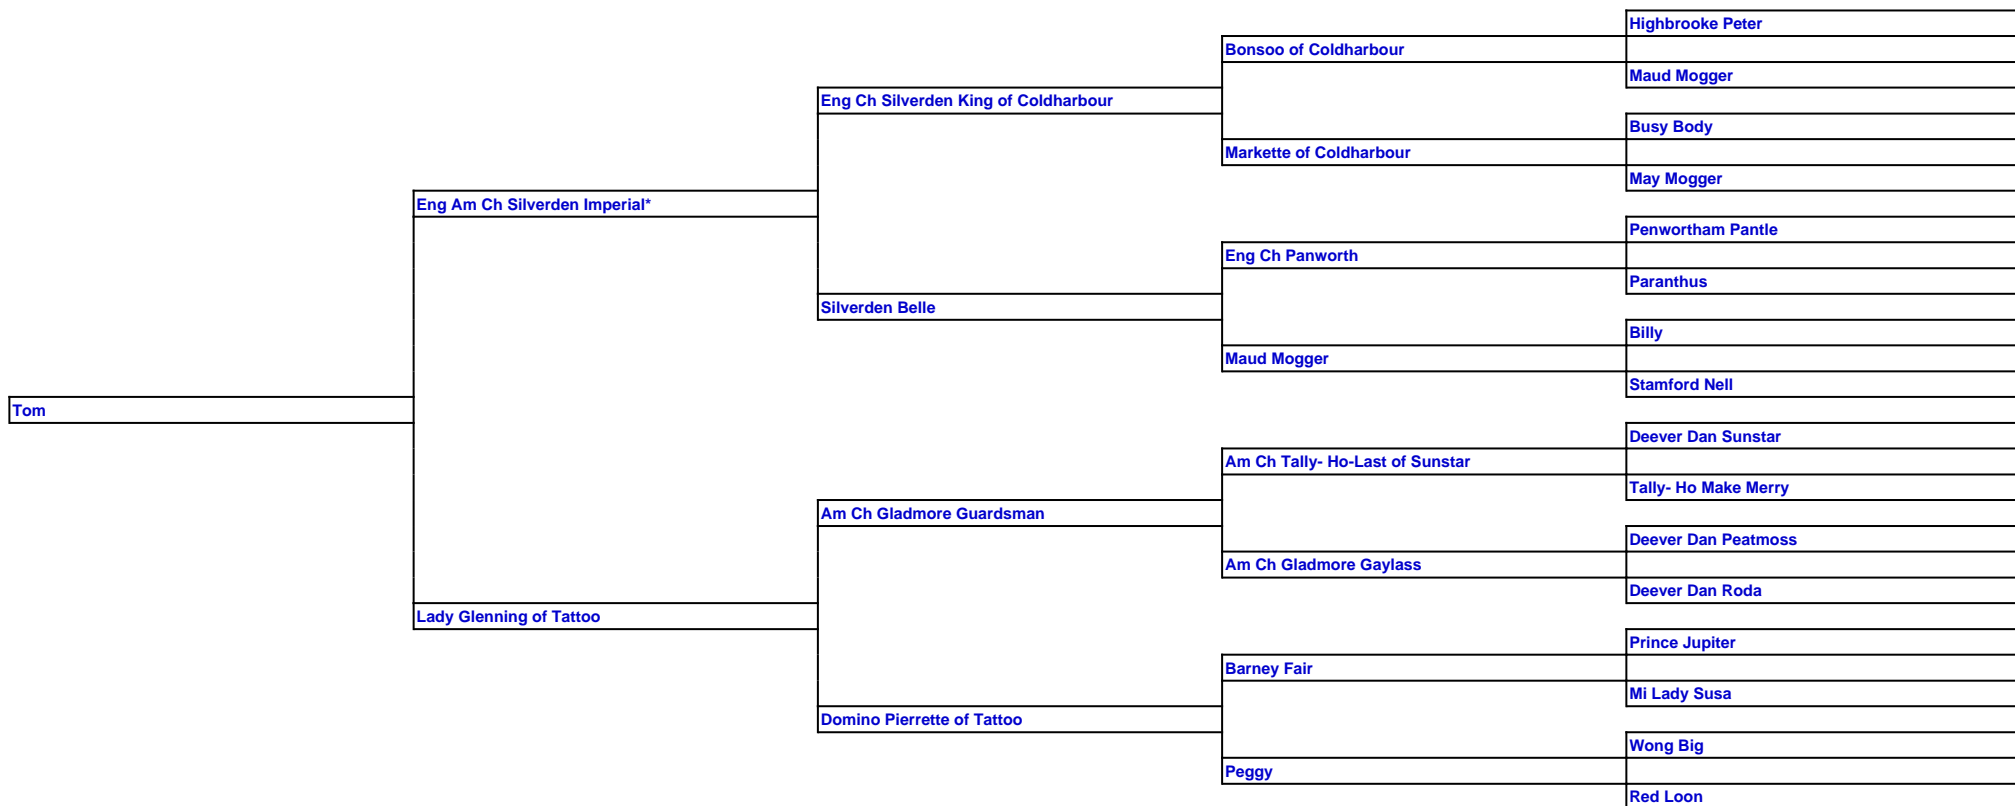 Highbrooke Peter
Bonsoo of Coldharbour
Maud Mogger
Eng Ch Silverden King of Coldharbour
Busy Body
Markette of Coldharbour
May Mogger
Eng Am Ch Silverden Imperial*
Penwortham Pantle
Eng Ch Panworth
Paranthus
Silverden Belle
Billy
Maud Mogger
Stamford Nell
Tom
Deever Dan Sunstar
Am Ch Tally- Ho-Last of Sunstar
Tally- Ho Make Merry
Am Ch Gladmore Guardsman
Deever Dan Peatmoss
Am Ch Gladmore Gaylass
Deever Dan Roda
Lady Glenning of Tattoo
Prince Jupiter
Barney Fair
Mi Lady Susa
Domino Pierrette of Tattoo
Wong Big
Peggy
Red Loon